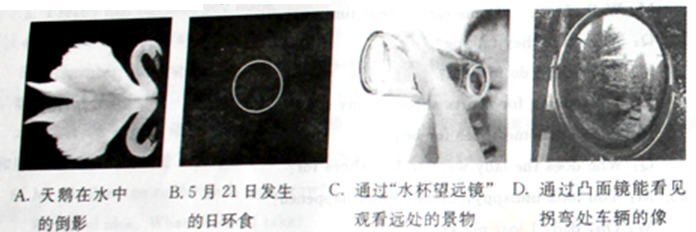 A. 天鹅在水中的倒影
B. 5月21日发生的日环食
C. 通过“水杯望远镜”观看远处的景物
D. 通过凸面镜能看见拐弯处车辆的像